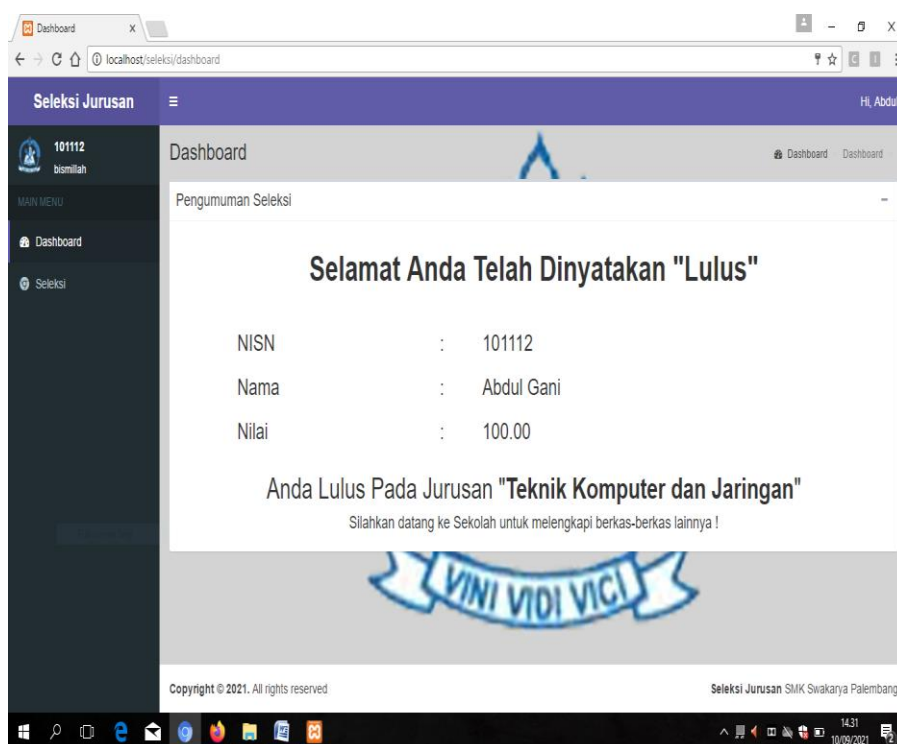 Dashboard
localhost/seleksi/dashboard
Seleksi Jurusan
Hi, Abdul
101112
bismillah
Dashboard
Dashboard Dashboard
MAIN MENU
Pengumuman Seleksi
Dashboard
Seleksi
Selamat Anda Telah Dinyatakan "Lulus"
NISN : 101112
Nama : Abdul Gani
Nilai : 100.00
Anda Lulus Pada Jurusan "Teknik Komputer dan Jaringan"
Silahkan datang ke Sekolah untuk melengkapi berkas-berkas lainnya !
VINI VIDI VICI
Copyright © 2021. All rights reserved
Seleksi Jurusan SMK Swakarya Palembang
14.31
10/09/2021